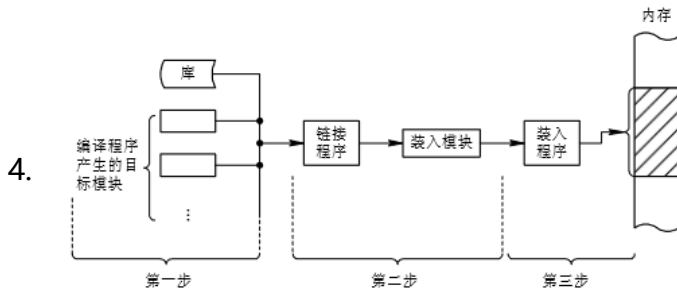 内存
库
编译程序
产生的目
标模块
链接
程序
装入模块
装入
程序
4.
⋮
第一步
第二步
第三步